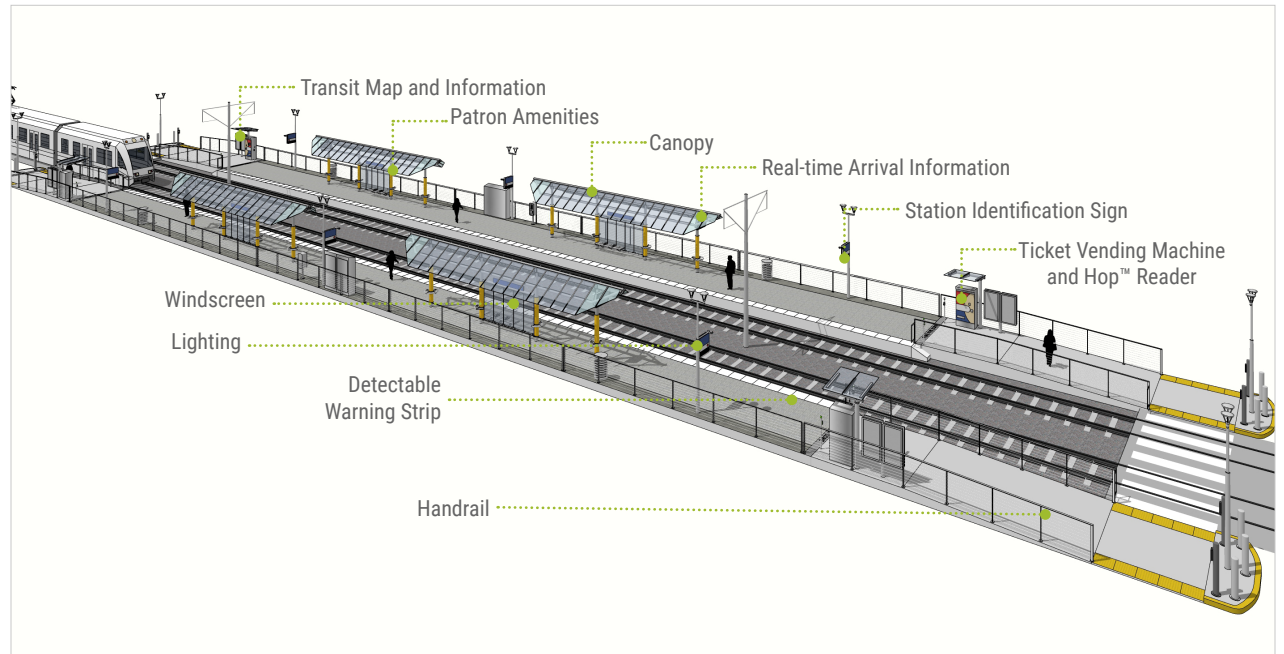 Transit Map and Information
Patron Amenities
Canopy
Real-time Arrival Information
Station Identification Sign
Ticket Vending Machine
and Hop™ Reader
Windscreen
Lighting
Detectable
Warning Strip
Handrail